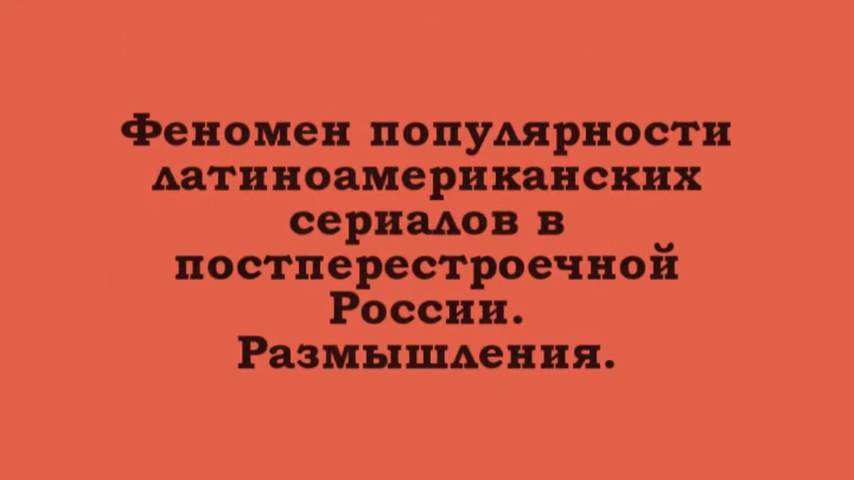 Феномен популярности
латиноамериканских
сериалов в
постперестроечной
России.
Размышления.